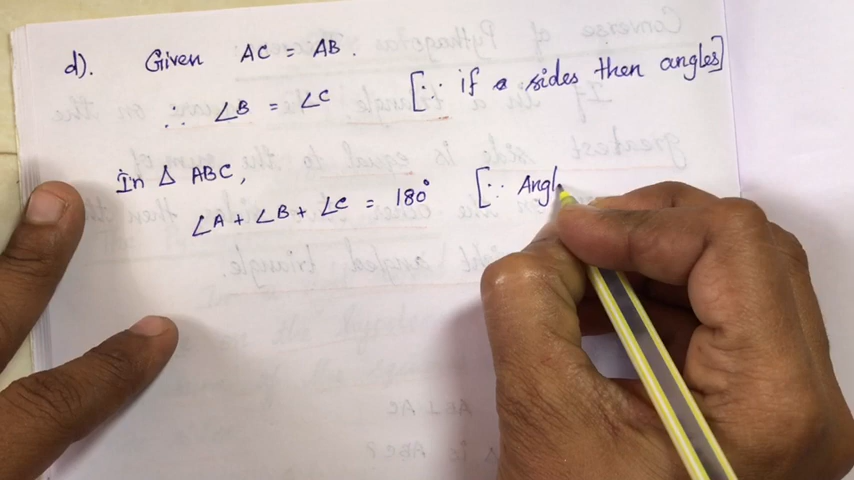 d). Given AC = AB.
∴ ∠B = ∠C [∵ if sides then angles]
In △ ABC,
∠A + ∠B + ∠C = 180° [∵ Angl